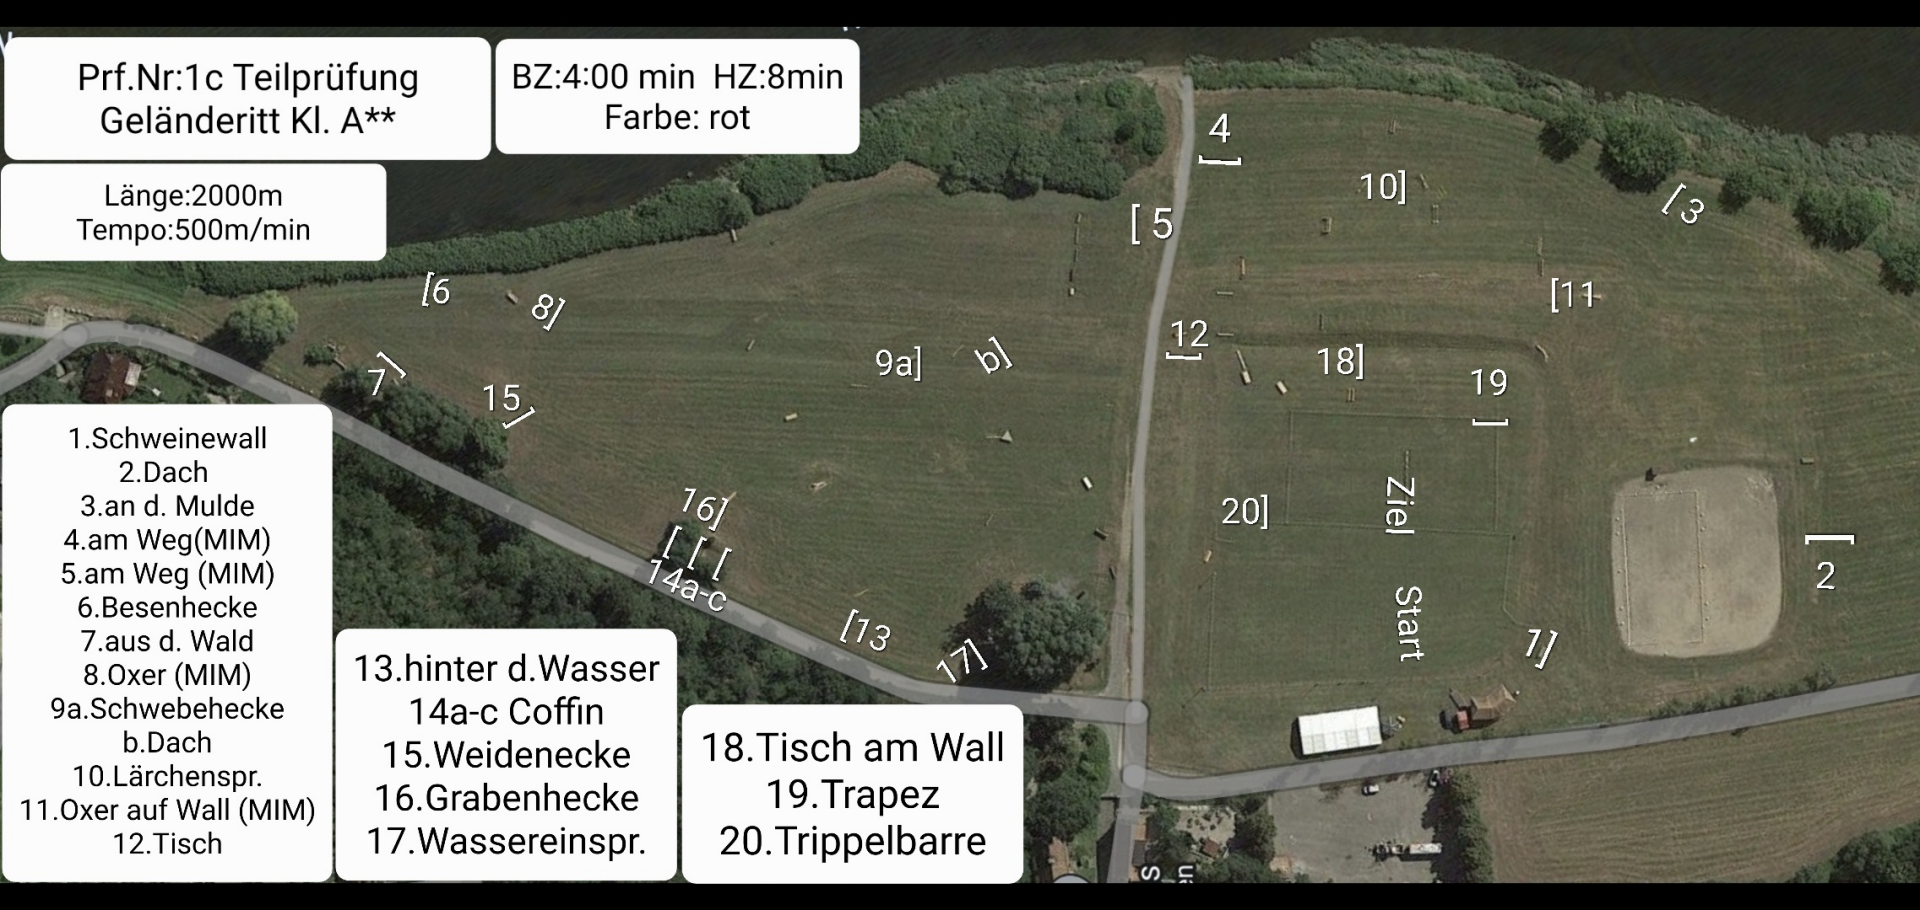 Prf.Nr:1c Teilprüfung
Geländeritt Kl. A**
BZ:4:00 min HZ:8min
Farbe: rot
Länge:2000m
Tempo:500m/min
4
10]
[ 3
[ 5
[6
8]
[11
12
7
15
9a]
b]
18]
19
16]
20]
Ziel
14a-c
2
[13
17]
Start
1]
1.Schweinewall
2.Dach
3.an d. Mulde
4.am Weg(MIM)
5.am Weg (MIM)
6.Besenhecke
7.aus d. Wald
8.Oxer (MIM)
9a.Schwebehecke
b.Dach
10.Lärchenspr.
11.Oxer auf Wall (MIM)
12.Tisch
13.hinter d.Wasser
14a-c Coffin
15.Weidenecke
16.Grabenhecke
17.Wassereinspr.
18.Tisch am Wall
19.Trapez
20.Trippelbarre